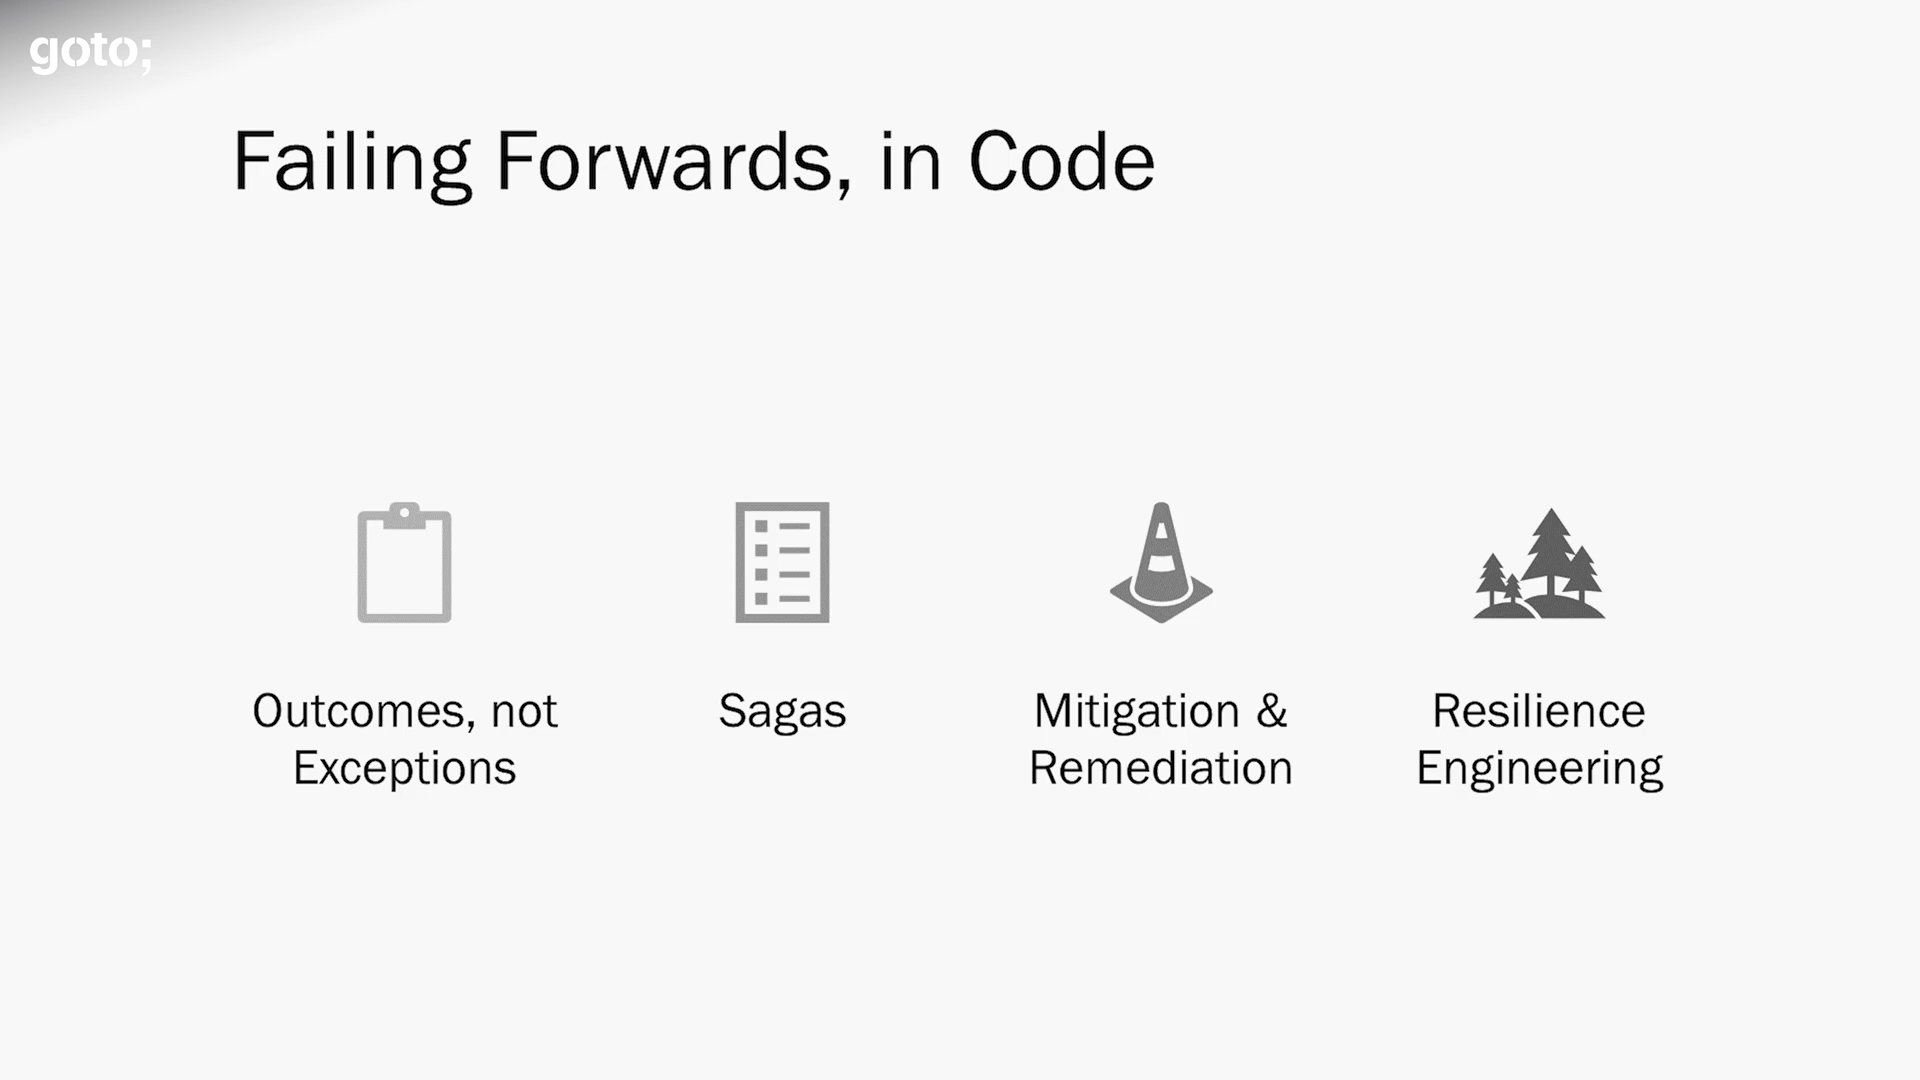 goto;
Failing Forwards, in Code
Outcomes, not
Exceptions
Sagas
Mitigation &
Remediation
Resilience
Engineering